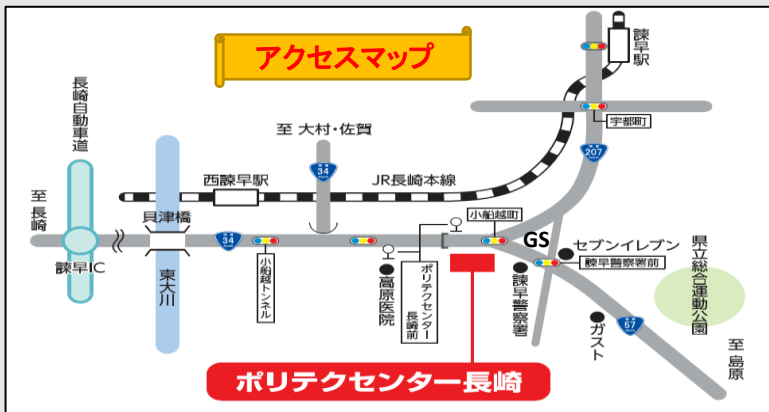 アクセスマップ
諫早駅
長崎自動車道
至 大村・佐賀
宇都町
34
207
西諫早駅
JR長崎本線
至長崎
貝津橋
小船越町
34
GS
セブンイレブン
諫早警察署前
県立総合運動公園
諫早IC
東大川
小船越トンネル
高原医院
ポリテクセンター
長崎前
諫早警察署
ガスト
57
至島原
ポリテクセンター長崎